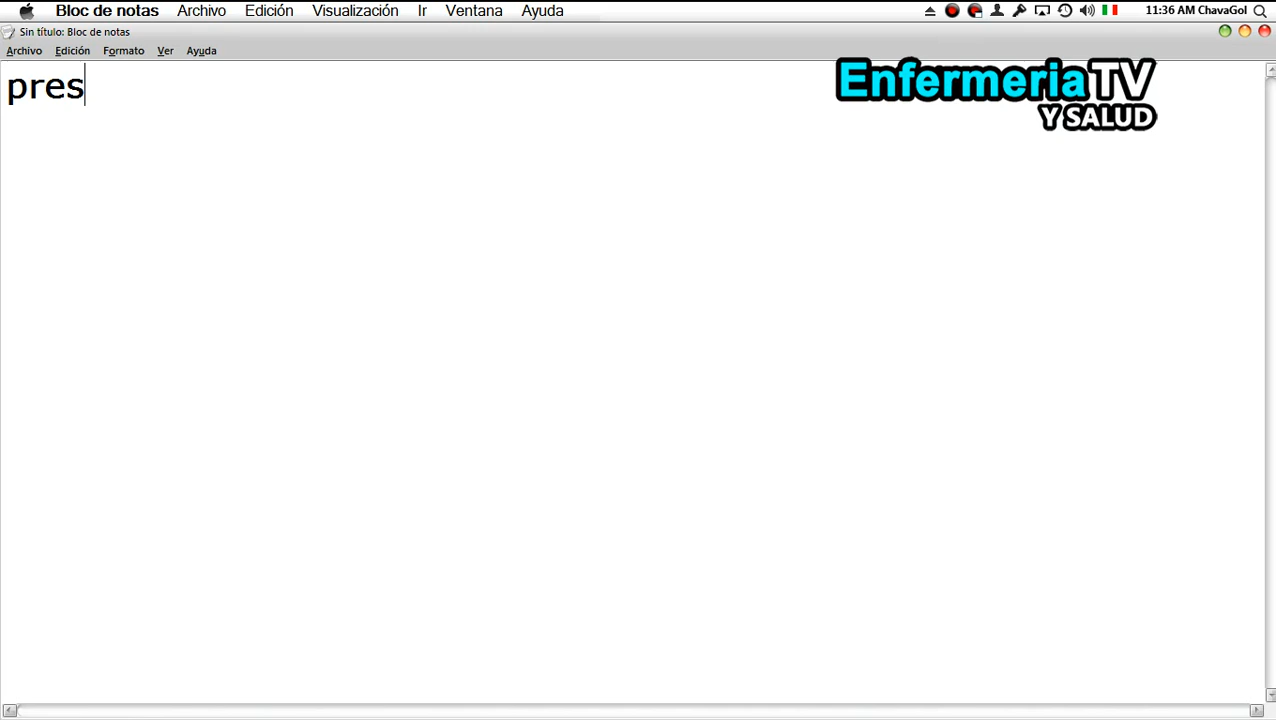 Bloc de notas Archivo Edición Visualización Ir Ventana Ayuda 11:36 AM ChavaGol
Sin título: Bloc de notas
Archivo Edición Formato Ver Ayuda
pres
EnfermeriaTV
Y SALUD